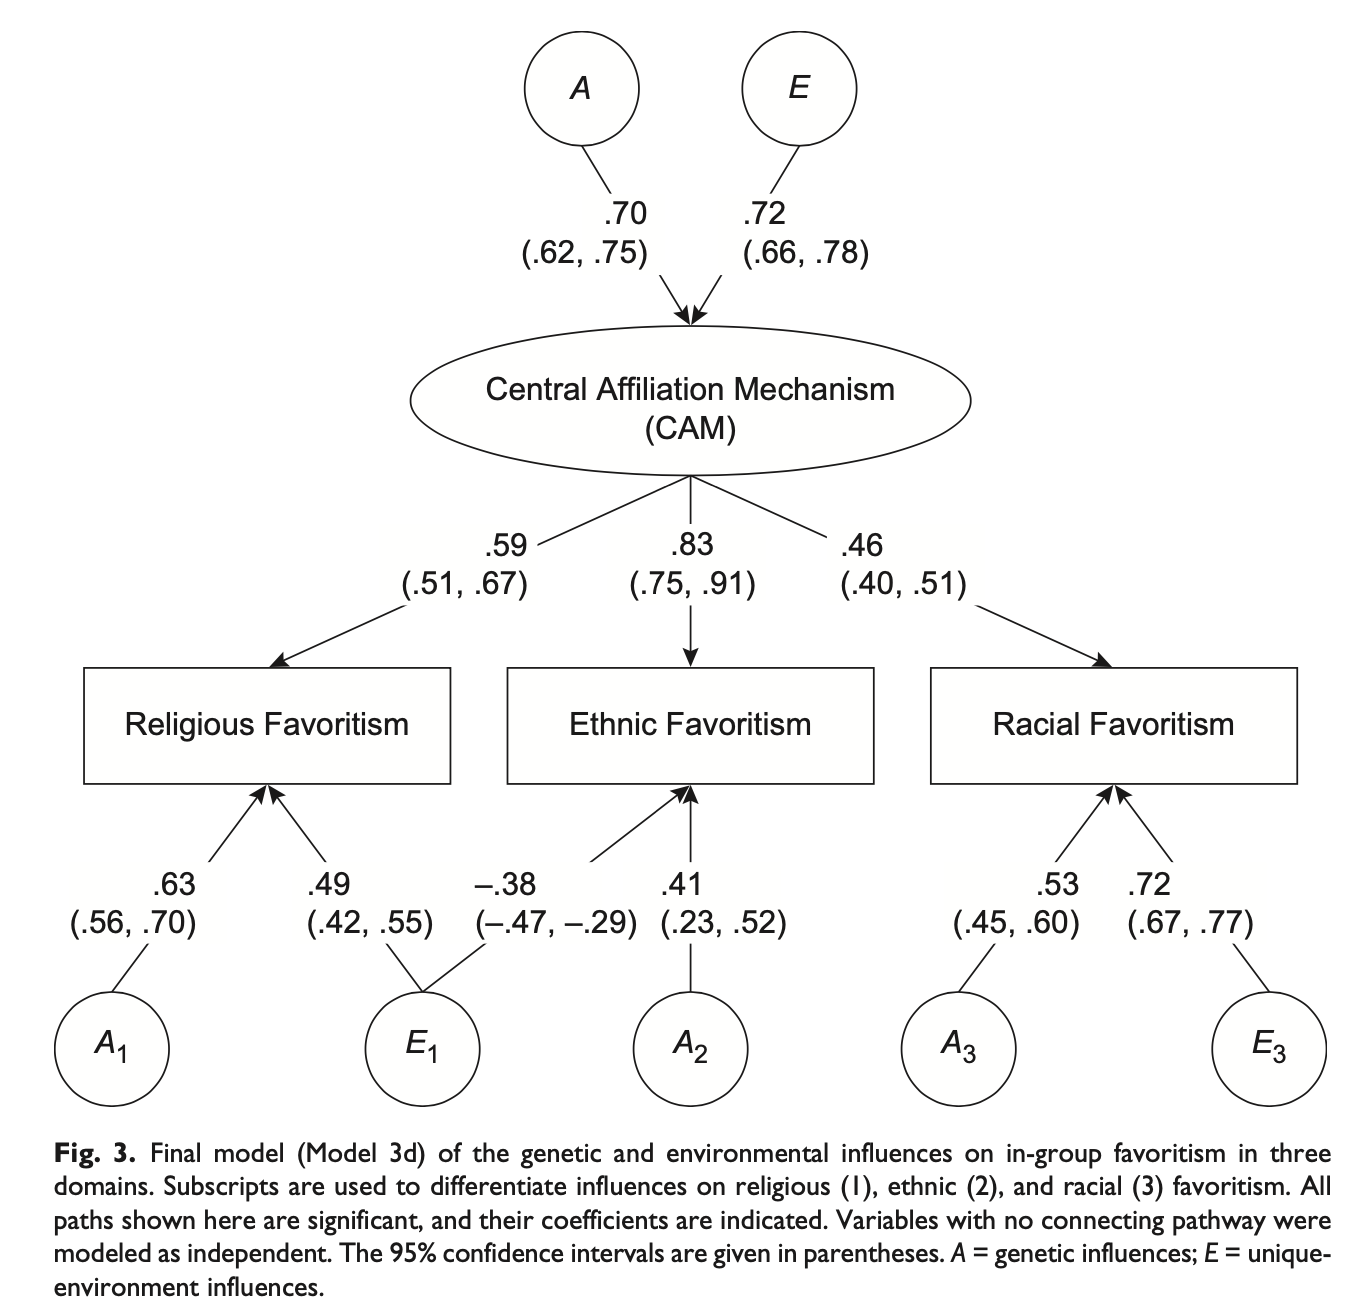 A E
.70 .72
(.62, .75) (.66, .78)
Central Affiliation Mechanism
(CAM)
.59 .83 .46
(.51, .67) (.75, .91) (.40, .51)
Religious Favoritism Ethnic Favoritism Racial Favoritism
.63 .49 –.38 .41 .53 .72
(.56, .70) (.42, .55) (–.47, –.29) (.23, .52) (.45, .60) (.67, .77)
A1 E1 A2 A3 E3
Fig. 3. Final model (Model 3d) of the genetic and environmental influences on in-group favoritism in three
domains. Subscripts are used to differentiate influences on religious (1), ethnic (2), and racial (3) favoritism. All
paths shown here are significant, and their coefficients are indicated. Variables with no connecting pathway were
modeled as independent. The 95% confidence intervals are given in parentheses. A = genetic influences; E = unique-
environment influences.